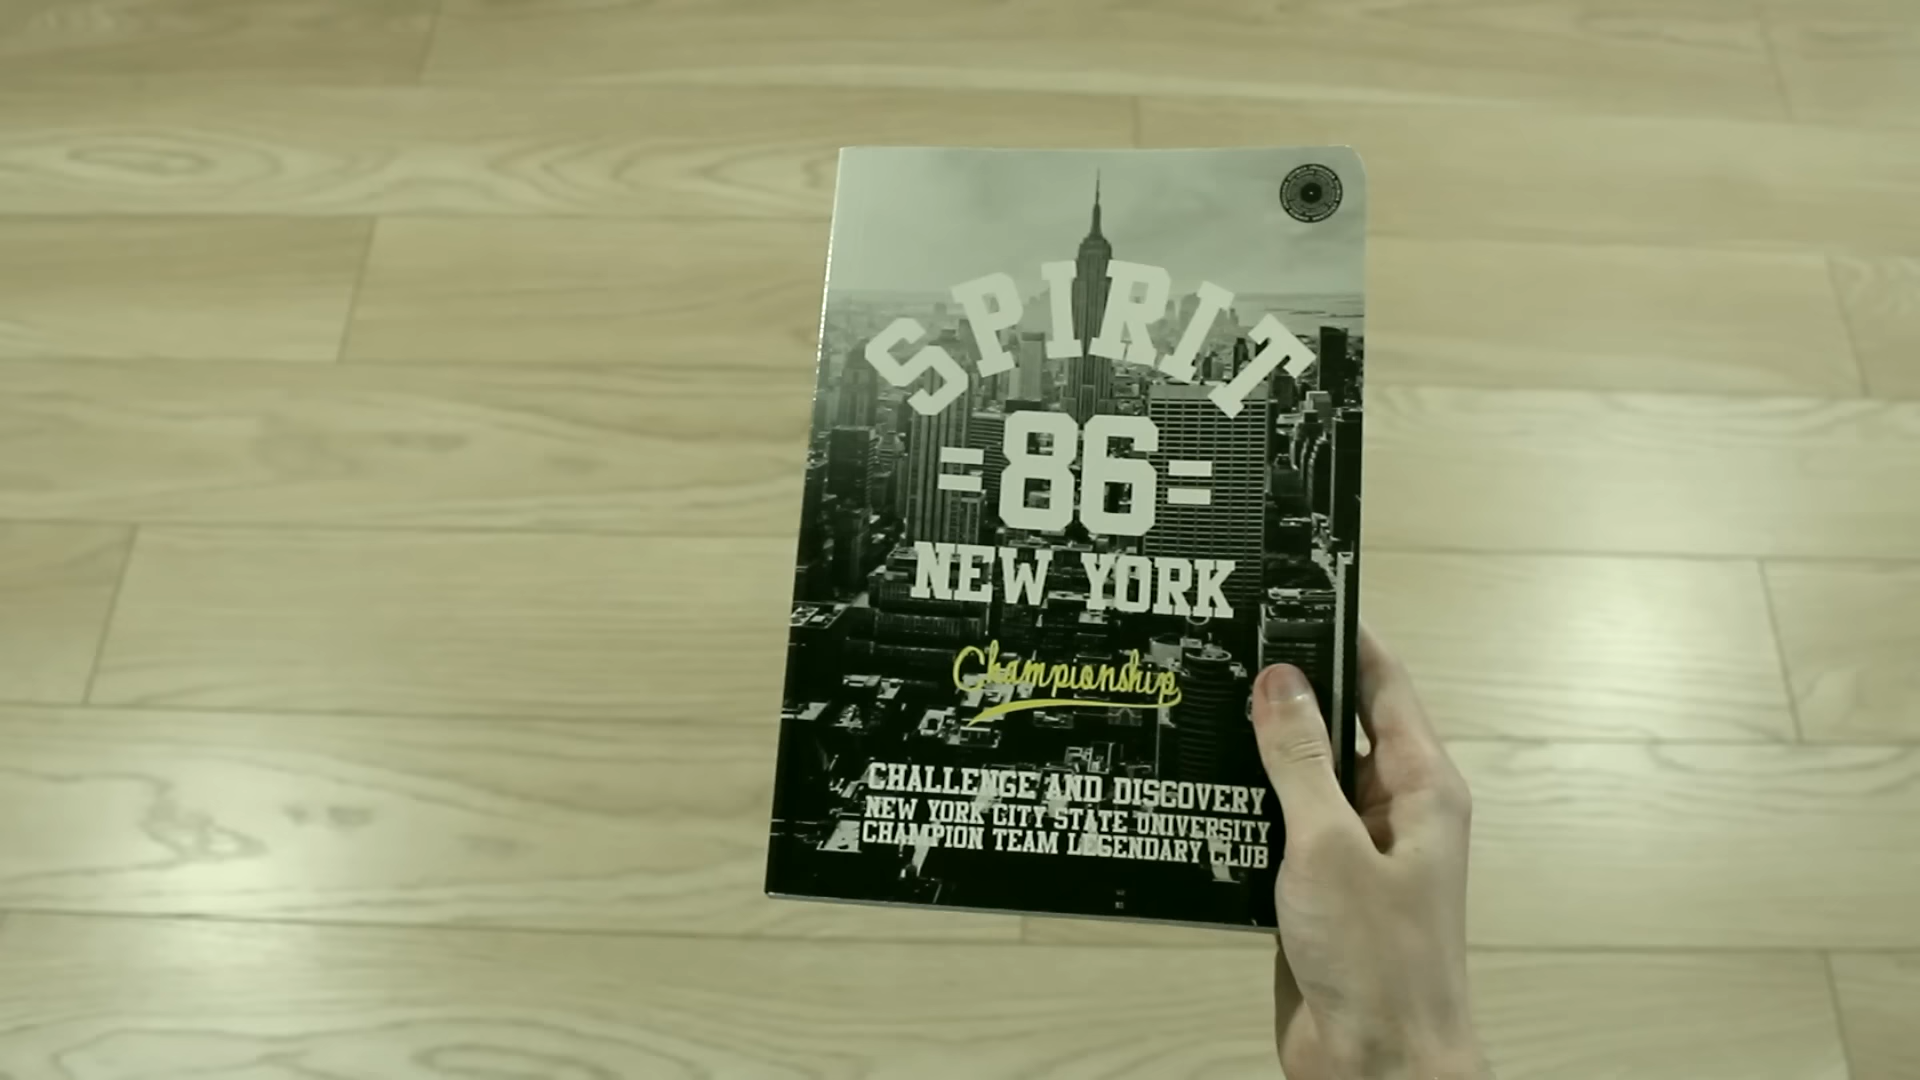 SPIRIT
=86=
NEW YORK
Championship
CHALLENGE AND DISCOVERY
NEW YORK CITY STATE UNIVERSITY
CHAMPION TEAM LEGENDARY CLUB